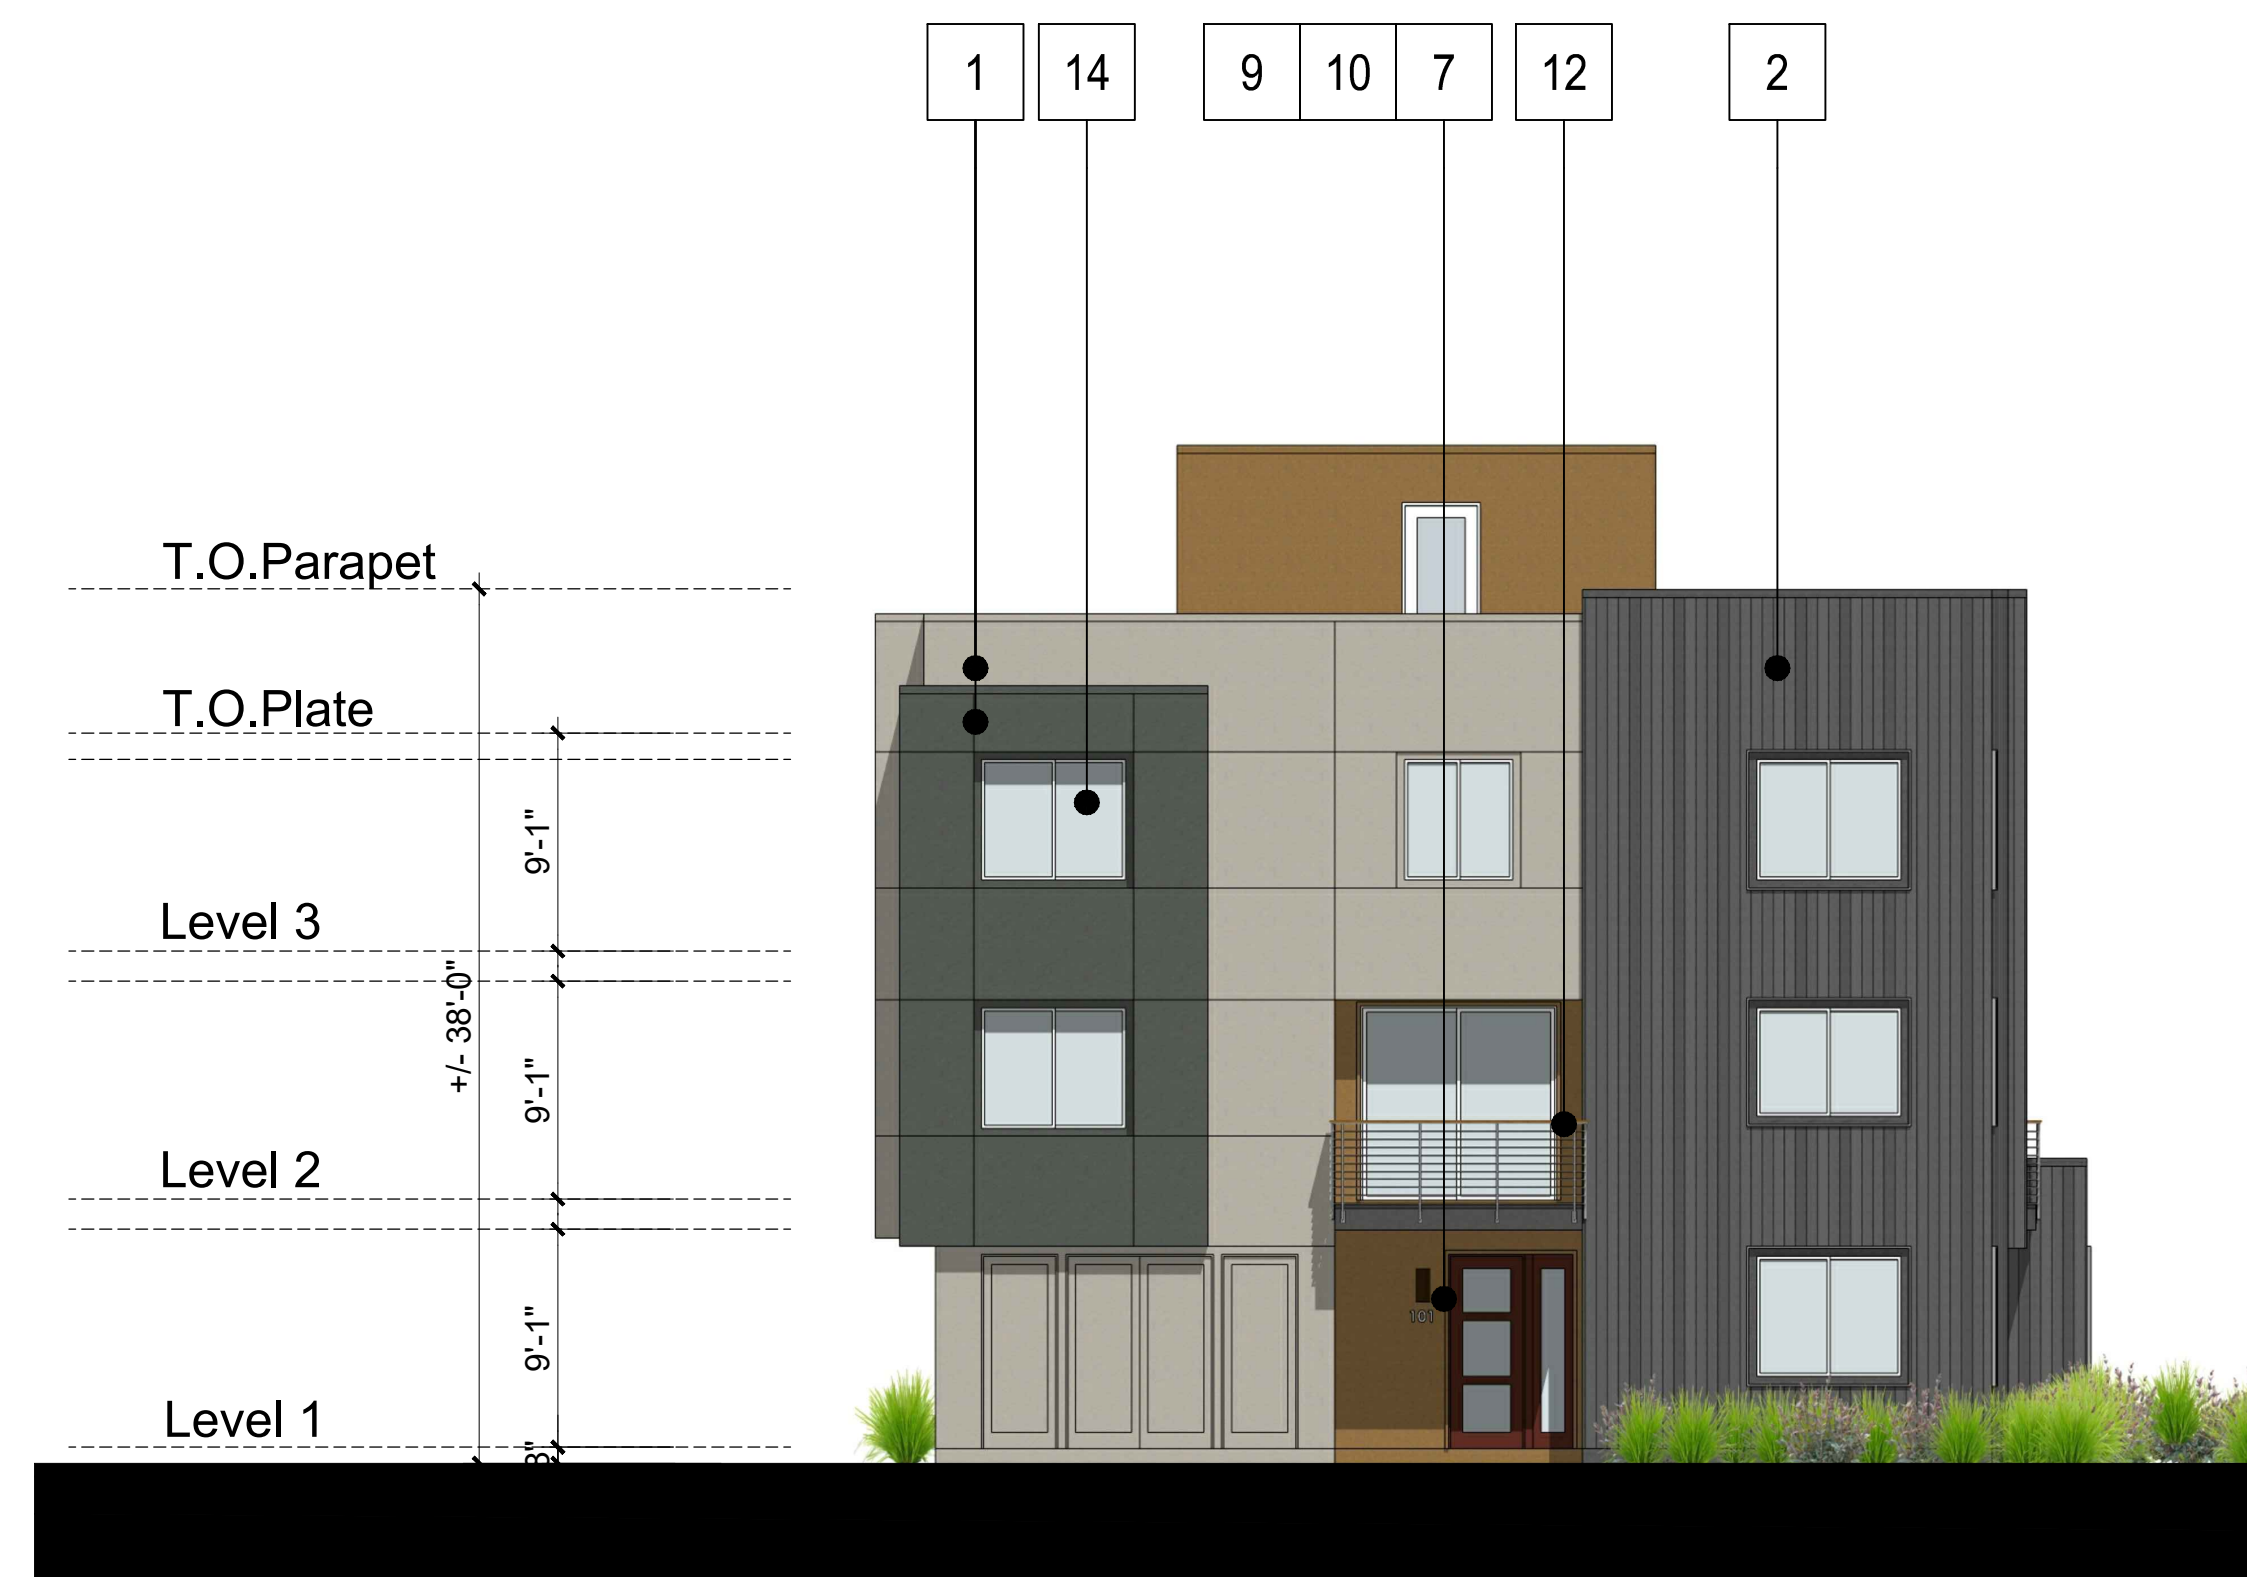 1 14 9 10 7 12 2
T.O.Parapet
T.O.Plate
9'-1"
Level 3
+/- 38'-0"
9'-1"
Level 2
9'-1"
101
Level 1
8"